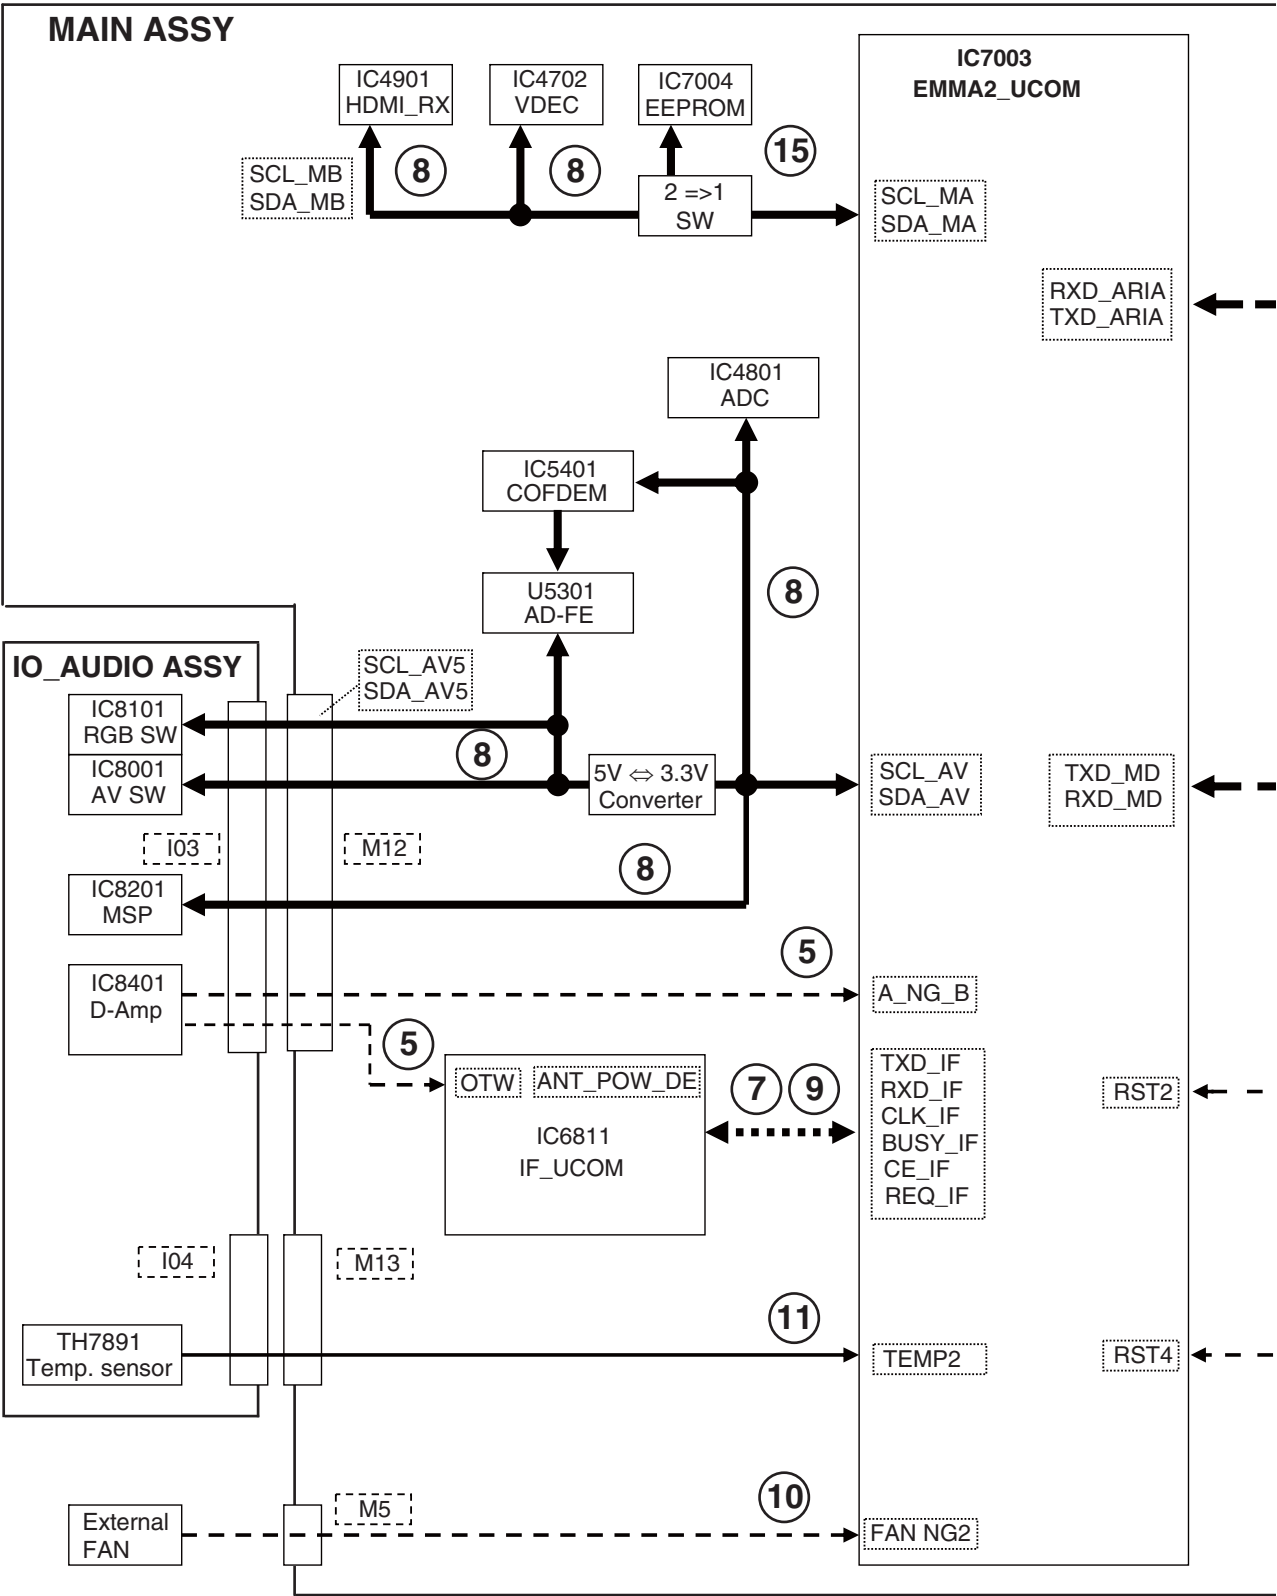 MAIN ASSY
IC7003
EMMA2_UCOM
IC4901
HDMI_RX
IC4702
VDEC
IC7004
EEPROM
15
8
8
SCL_MB
SDA_MB
2 =>1
SW
SCL_MA
SDA_MA
RXD_ARIA
TXD_ARIA
IC4801
ADC
IC5401
COFDEM
8
U5301
AD-FE
IO_AUDIO ASSY
SCL_AV5
SDA_AV5
IC8101
RGB SW
8
IC8001
AV SW
5V ⇔ 3.3V
Converter
SCL_AV
SDA_AV
TXD_MD
RXD_MD
I03
M12
8
IC8201
MSP
5
IC8401
D-Amp
A_NG_B
5
OTW
ANT_POW_DE
7
9
TXD_IF
RXD_IF
CLK_IF
BUSY_IF
CE_IF
REQ_IF
RST2
IC6811
IF_UCOM
I04
M13
11
TH7891
Temp. sensor
TEMP2
RST4
10
M5
External
FAN
FAN NG2